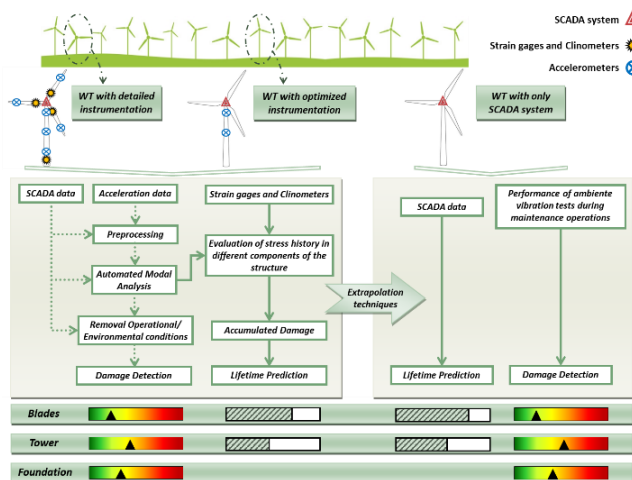 SCADA system
Strain gages and Clinometers
Accelerometers
WT with detailed
instrumentation
WT with optimized
instrumentation
WT with only
SCADA system
SCADA data
Acceleration data
Strain gages and Clinometers
Preprocessing
Evaluation of stress history in
different components of the
structure
Automated Modal
Analysis
Removal Operational/
Environmental conditions
Accumulated Damage
Damage Detection
Lifetime Prediction
Extrapolation
techniques
SCADA data
Performance of ambiente
vibration tests during
maintenance operations
Lifetime Prediction
Damage Detection
Blades
Tower
Foundation